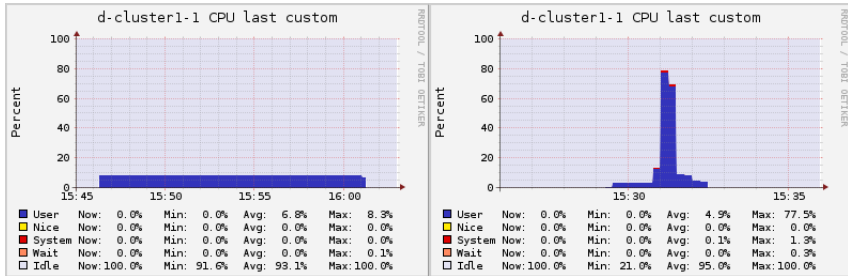 d-cluster1-1 CPU last custom
RRDTOOL / TOBI OETIKER
Percent
100
80
60
40
20
0
15:45 15:50 15:55 16:00
User Now: 0.0% Min: 0.0% Avg: 6.8% Max: 8.3%
Nice Now: 0.0% Min: 0.0% Avg: 0.0% Max: 0.0%
System Now: 0.0% Min: 0.0% Avg: 0.0% Max: 0.0%
Wait Now: 0.0% Min: 0.0% Avg: 0.0% Max: 0.1%
Idle Now:100.0% Min: 91.6% Avg: 93.1% Max:100.0%
d-cluster1-1 CPU last custom
RRDTOOL / TOBI OETIKER
Percent
100
80
60
40
20
0
15:30 15:35
User Now: 0.0% Min: 0.0% Avg: 4.9% Max: 77.5%
Nice Now: 0.0% Min: 0.0% Avg: 0.0% Max: 0.0%
System Now: 0.0% Min: 0.0% Avg: 0.1% Max: 1.3%
Wait Now: 0.0% Min: 0.0% Avg: 0.0% Max: 0.3%
Idle Now:100.0% Min: 21.0% Avg: 95.0% Max:100.0%